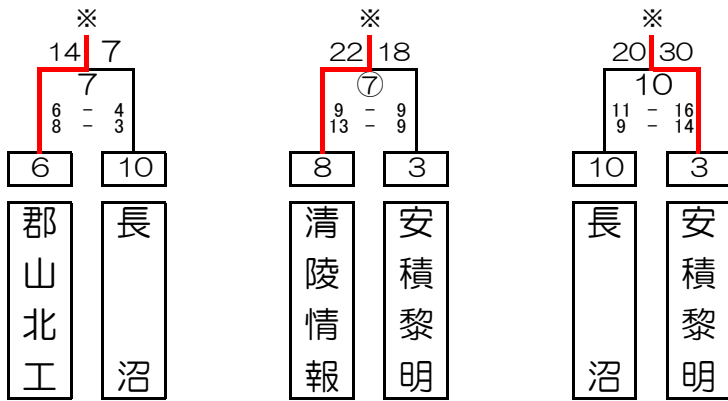 ※ ※ ※
14 7 22 18 20 30
7 ⑦ 10
6 - 4 9 - 9 11 - 16
8 - 3 13 - 9 9 - 14
6 10 8 3 10 3
郡山北工
長沼
清陵情報
安積黎明
長沼
安積黎明